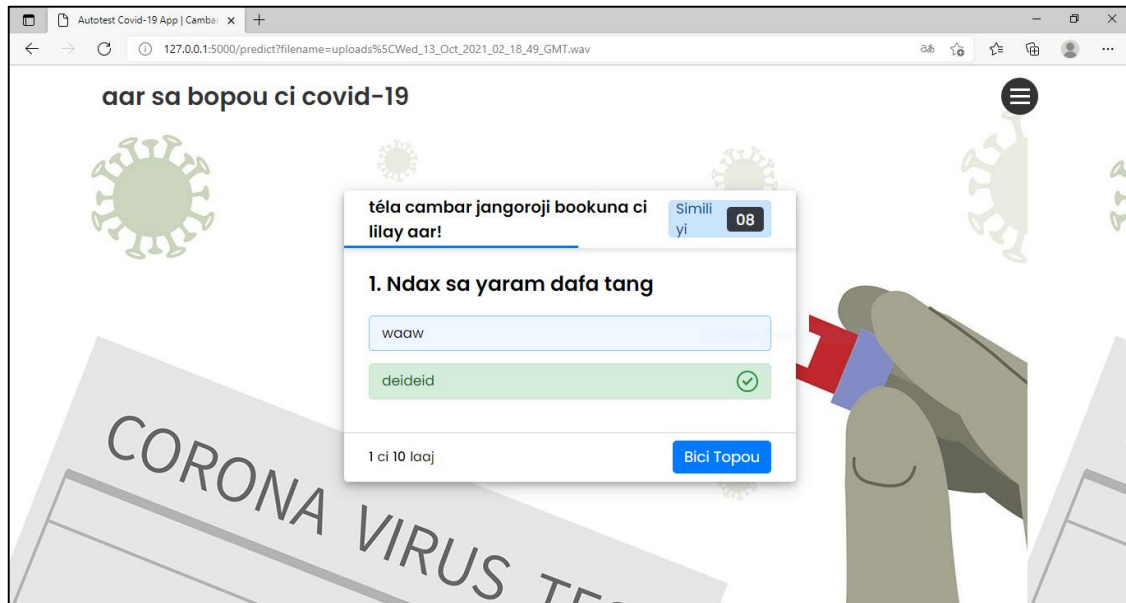 Autotest Covid-19 App | Camba
127.0.0.1:5000/predict?filename=uploads%5CWed_13_Oct_2021_02_18_49_GMT.wav
aar sa bopou ci covid-19
téla cambar jangoroji bookuna ci
lilay aar!
Simili
yi
08
1. Ndax sa yaram dafa tang
waaw
deideid
1 ci 10 laaj
Bici Topou
CORONA VIRUS TES